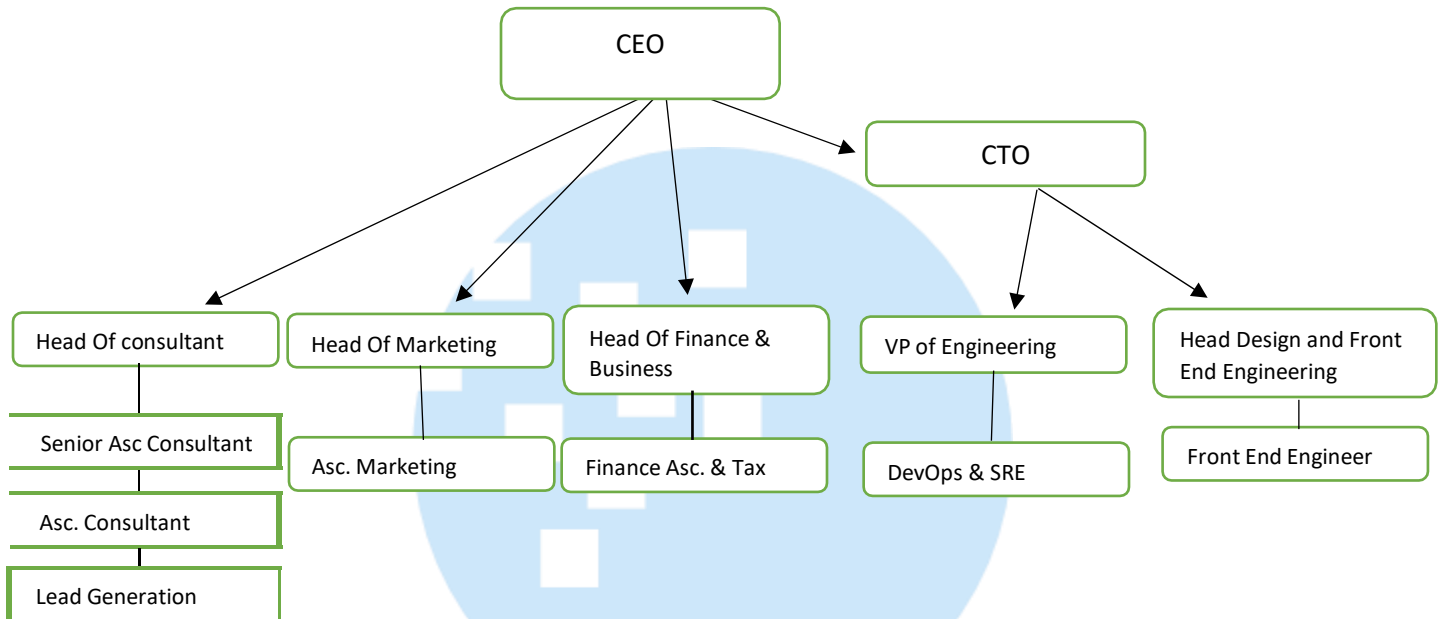 CEO
CTO
Head Of consultant
Head Of Marketing
Head Of Finance &
Business
VP of Engineering
Head Design and Front
End Engineering
Senior Asc Consultant
Asc. Marketing
Finance Asc. & Tax
DevOps & SRE
Front End Engineer
Asc. Consultant
Lead Generation